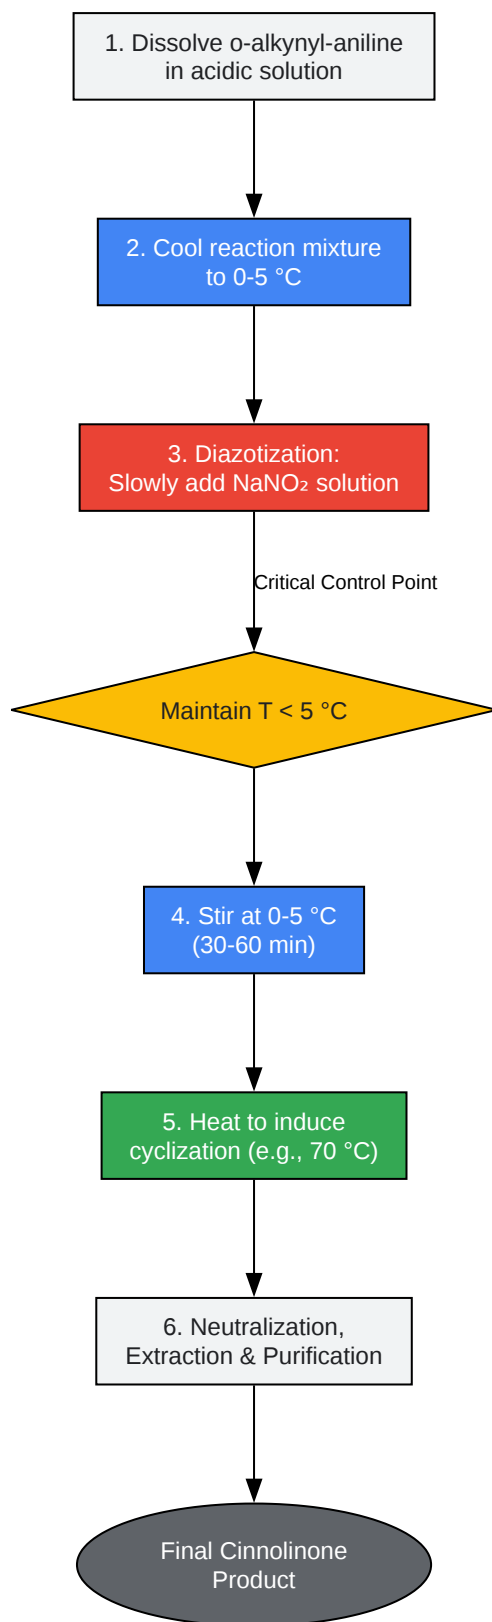 1. Dissolve o-alkynyl-aniline
in acidic solution
2. Cool reaction mixture
to 0-5 °C
3. Diazotization:
Slowly add NaNO₂ solution
Critical Control Point
Maintain T < 5 °C
4. Stir at 0-5 °C
(30-60 min)
5. Heat to induce
cyclization (e.g., 70 °C)
6. Neutralization,
Extraction & Purification
Final Cinnolinone
Product